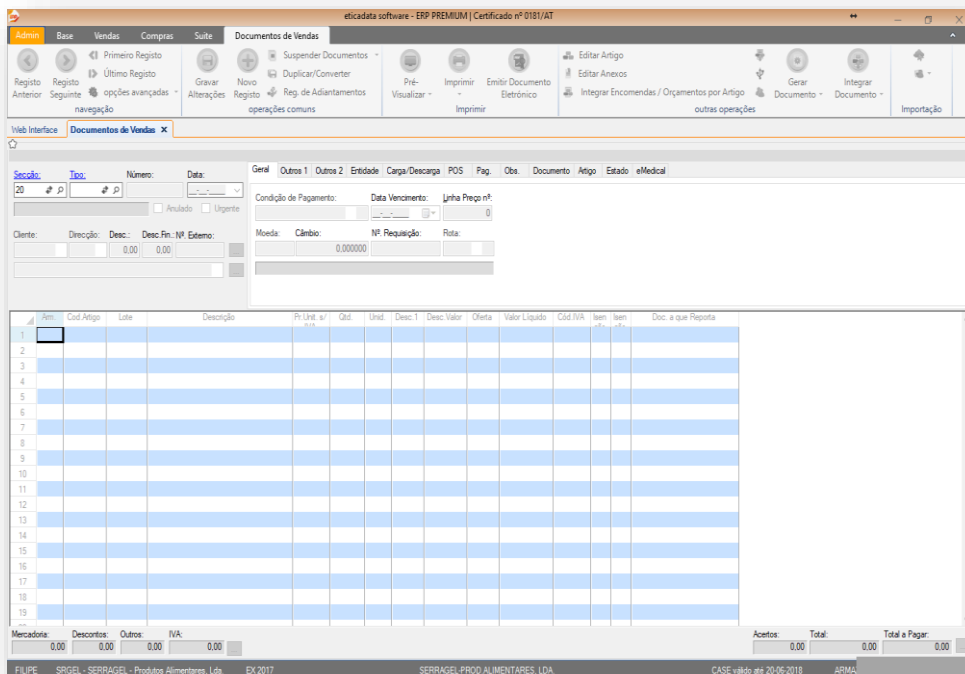 eticadata software - ERP PREMIUM | Certificado nº 0181/AT
Admin Base Vendas Compras Suite Documentos de Vendas
Registo Anterior
Registo Seguinte
Primeiro Registo
Último Registo
opções avançadas
navegação
Gravar Alterações
Novo Registo
Suspender Documentos
Duplicar/Converter
Reg. de Adiantamentos
operações comuns
Pré-Visualizar
Imprimir
Emitir Documento Eletrónico
Imprimir
Editar Artigo
Editar Anexos
Integrar Encomendas / Orçamentos por Artigo
Gerar Documento
Integrar Documento
outras operações
Importação
Web Interface Documentos de Vendas X
Secção: Tipo: Número: Data:
20 _-_-____
Anulado Urgente
Cliente: Direcção: Desc.: Desc.Fin.: Nº. Externo:
0,00 0,00
...
...
Geral Outros 1 Outros 2 Entidade Carga/Descarga POS Pag. Obs. Documento Artigo Estado eMedical
Condição de Pagamento: Data Vencimento: Linha Preço nº:
_-_-____ 0
Moeda: Câmbio: Nº. Requisição: Rota:
0,000000
Arm. Cod.Artigo Lote Descrição Pr.Unit. s/ Qtd. Unid. Desc.1 Desc.Valor Oferta Valor Líquido Cód.IVA Isen Isen Doc. a que Reporta
1
2
3
4
5
6
7
8
9
10
11
12
13
14
15
16
17
18
19
Mercadoria: Descontos: Outros: IVA: Acertos: Total: Total a Pagar:
0,00 0,00 0,00 0,00 ... 0,00 0,00 0,00 ...
FILIPE SRGEL - SERRAGEL - Produtos Alimentares, Lda EX 2017 SERRAGEL-PROD.ALIMENTARES, LDA CASE válido até 20-06-2018 ARMA